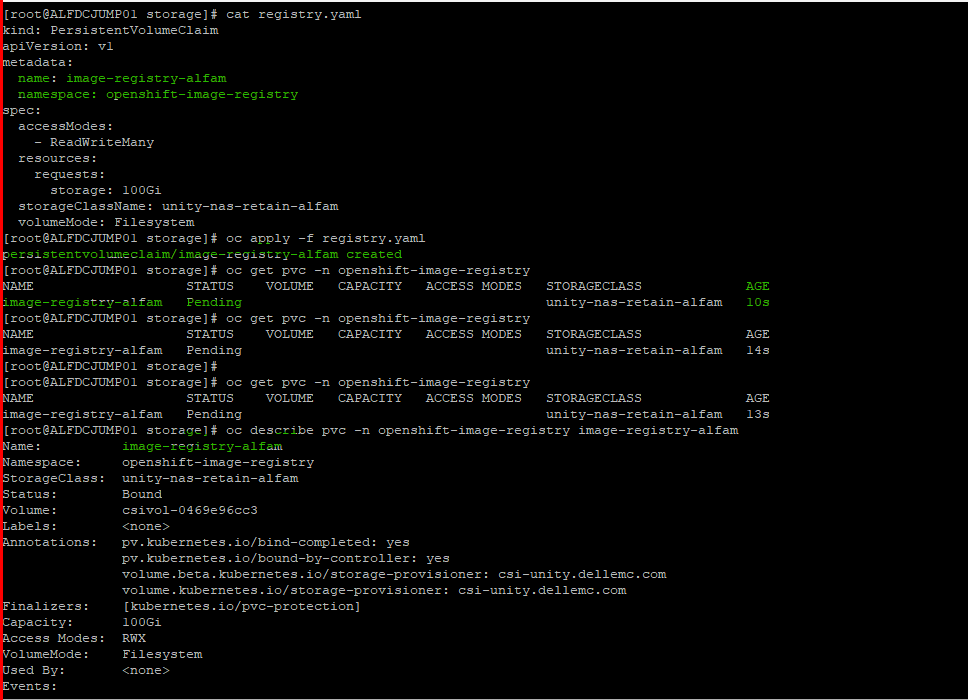 [root@ALFDCJUMP01 storage]# cat registry.yaml
kind: PersistentVolumeClaim
apiVersion: v1
metadata:
  name: image-registry-alfam
  namespace: openshift-image-registry
spec:
  accessModes:
    - ReadWriteMany
  resources:
    requests:
      storage: 100Gi
  storageClassName: unity-nas-retain-alfam
  volumeMode: Filesystem
[root@ALFDCJUMP01 storage]# oc apply -f registry.yaml
persistentvolumeclaim/image-registry-alfam created
[root@ALFDCJUMP01 storage]# oc get pvc -n openshift-image-registry
NAME                   STATUS    VOLUME   CAPACITY   ACCESS MODES   STORAGECLASS             AGE
image-registry-alfam   Pending                                      unity-nas-retain-alfam   10s
[root@ALFDCJUMP01 storage]# oc get pvc -n openshift-image-registry
NAME                   STATUS    VOLUME   CAPACITY   ACCESS MODES   STORAGECLASS             AGE
image-registry-alfam   Pending                                      unity-nas-retain-alfam   14s
[root@ALFDCJUMP01 storage]#
[root@ALFDCJUMP01 storage]# oc get pvc -n openshift-image-registry
NAME                   STATUS    VOLUME   CAPACITY   ACCESS MODES   STORAGECLASS             AGE
image-registry-alfam   Pending                                      unity-nas-retain-alfam   13s
[root@ALFDCJUMP01 storage]# oc describe pvc -n openshift-image-registry image-registry-alfam
Name:          image-registry-alfam
Namespace:     openshift-image-registry
StorageClass:  unity-nas-retain-alfam
Status:        Bound
Volume:        csivol-0469e96cc3
Labels:        <none>
Annotations:   pv.kubernetes.io/bind-completed: yes
               pv.kubernetes.io/bound-by-controller: yes
               volume.beta.kubernetes.io/storage-provisioner: csi-unity.dellemc.com
               volume.kubernetes.io/storage-provisioner: csi-unity.dellemc.com
Finalizers:    [kubernetes.io/pvc-protection]
Capacity:      100Gi
Access Modes:  RWX
VolumeMode:    Filesystem
Used By:       <none>
Events: